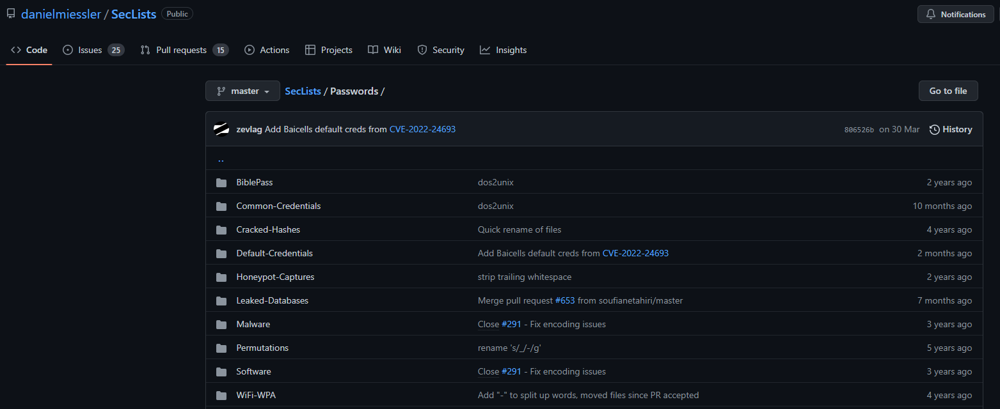 danielmiessler / SecLists Public Notifications
Code Issues 25 Pull requests 15 Actions Projects Wiki Security Insights
master SecLists / Passwords / Go to file
zevlag Add Baicells default creds from CVE-2022-24693 806526b on 30 Mar History
..
BiblePass dos2unix 2 years ago
Common-Credentials dos2unix 10 months ago
Cracked-Hashes Quick rename of files 4 years ago
Default-Credentials Add Baicells default creds from CVE-2022-24693 2 months ago
Honeypot-Captures strip trailing whitespace 2 years ago
Leaked-Databases Merge pull request #653 from soufianetahiri/master 7 months ago
Malware Close #291 - Fix encoding issues 3 years ago
Permutations rename 's/_/-/g' 5 years ago
Software Close #291 - Fix encoding issues 3 years ago
WiFi-WPA Add "-" to split up words, moved files since PR accepted 4 years ago